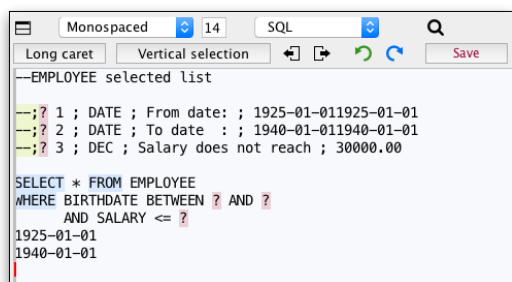 Monospaced 14 SQL
Long caret Vertical selection Save
--EMPLOYEE selected list
--;? 1 ; DATE ; From date: ; 1925-01-011925-01-01
--;? 2 ; DATE ; To date  : ; 1940-01-011940-01-01
--;? 3 ; DEC ; Salary does not reach ; 30000.00
SELECT * FROM EMPLOYEE
WHERE BIRTHDATE BETWEEN ? AND ?
AND SALARY <= ?
1925-01-01
1940-01-01